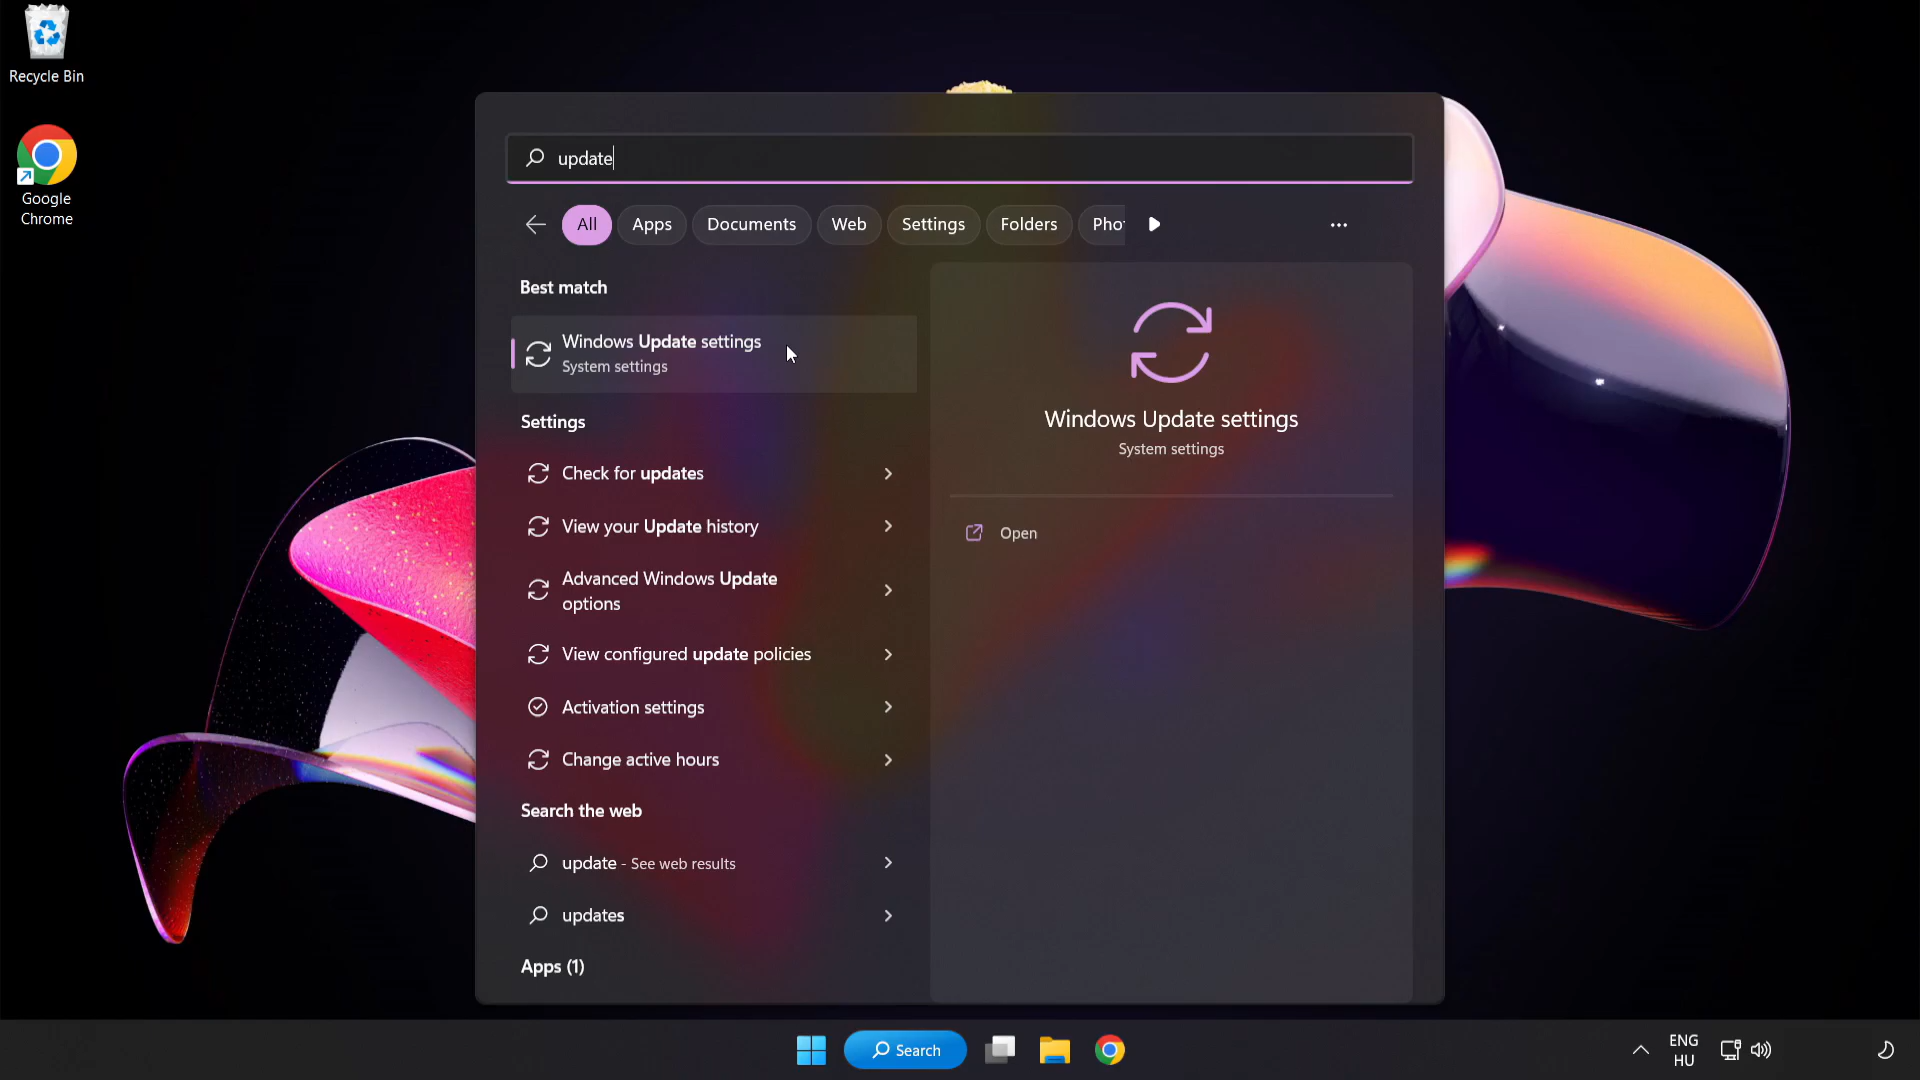 Recycle Bin
Google
Chrome
update
All
Apps
Documents
Web
Settings
Folders
Pho
Best match
Windows Update settings
System settings
Settings
Check for updates
View your Update history
Advanced Windows Update
options
View configured update policies
Activation settings
Change active hours
Search the web
update - See web results
updates
Apps (1)
Windows Update settings
System settings
Open
Search
ENG
HU